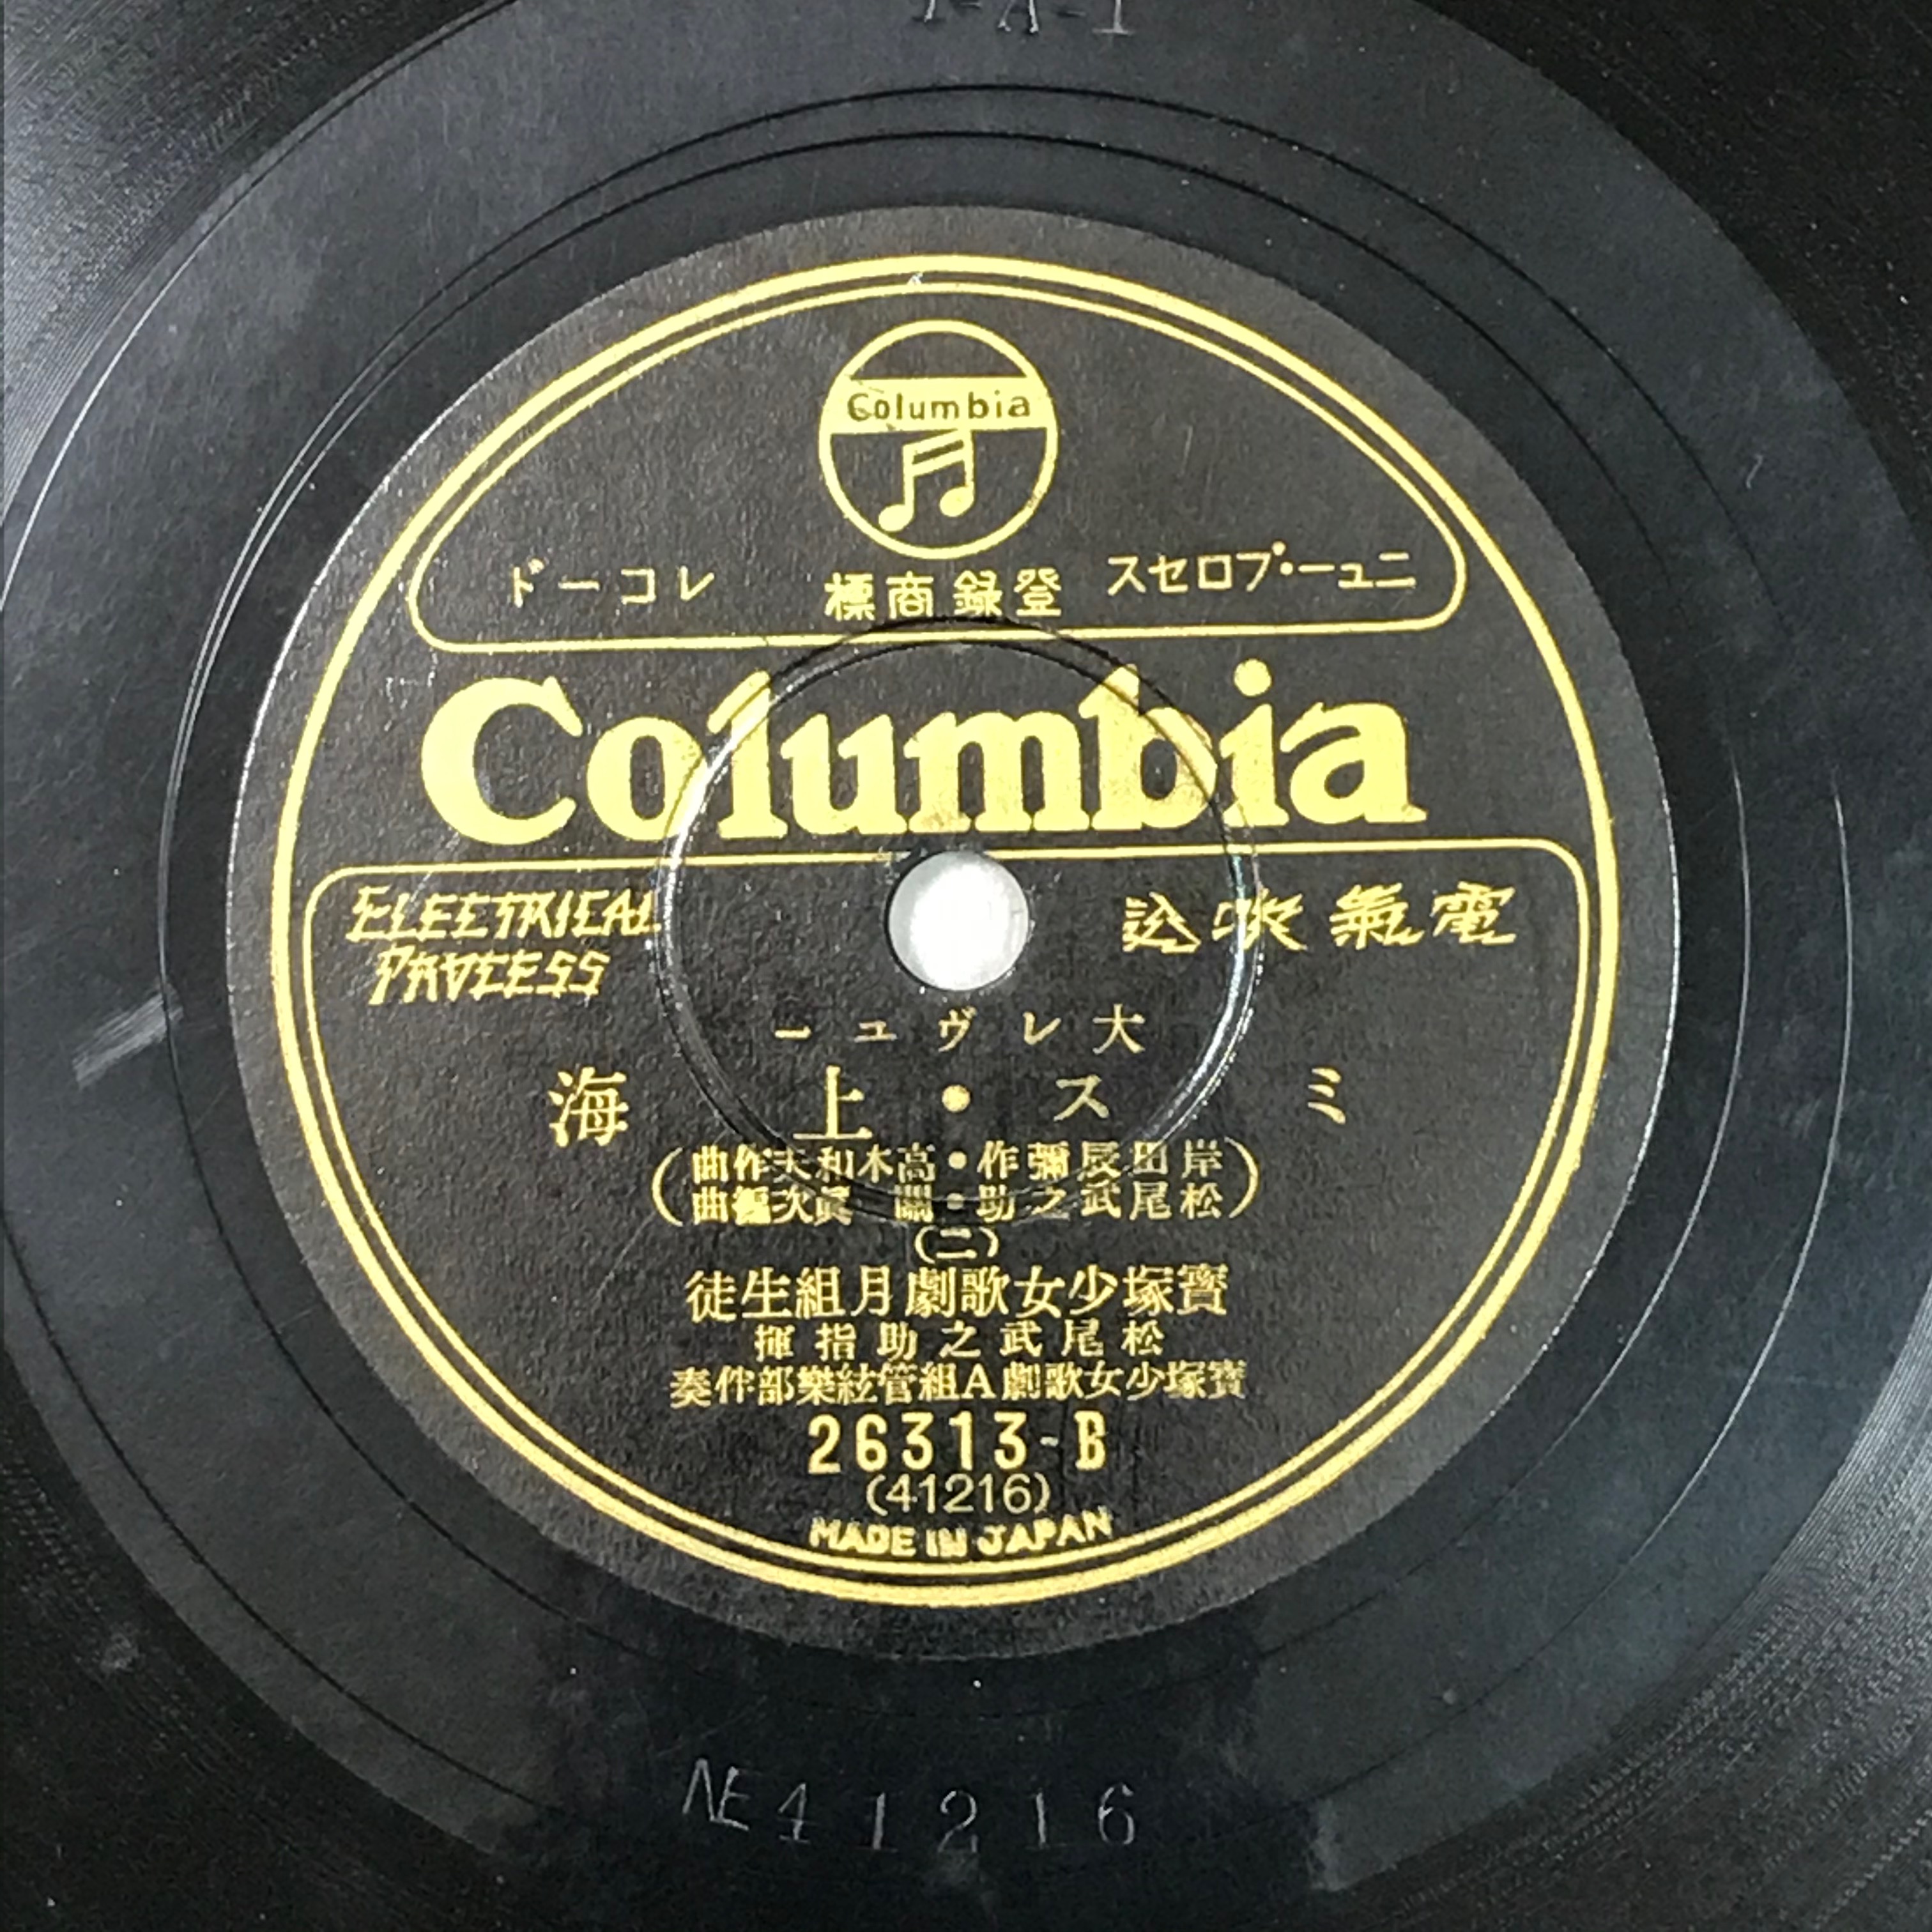 Columbia
ニュー・プロセス 登録商標 レコード
Columbia
ELECTRICAL
PROCESS
電氣吹込
大レヴュー
ミス・上海
(岸田辰彌作・高木和夫作曲
松尾武之助・關 眞次編曲)
(二)
寶塚少女歌劇月組生徒
松尾武之助指揮
寶塚少女歌劇A組管絃樂部伴奏
26313-B
(41216)
MADE IN JAPAN
NE41216